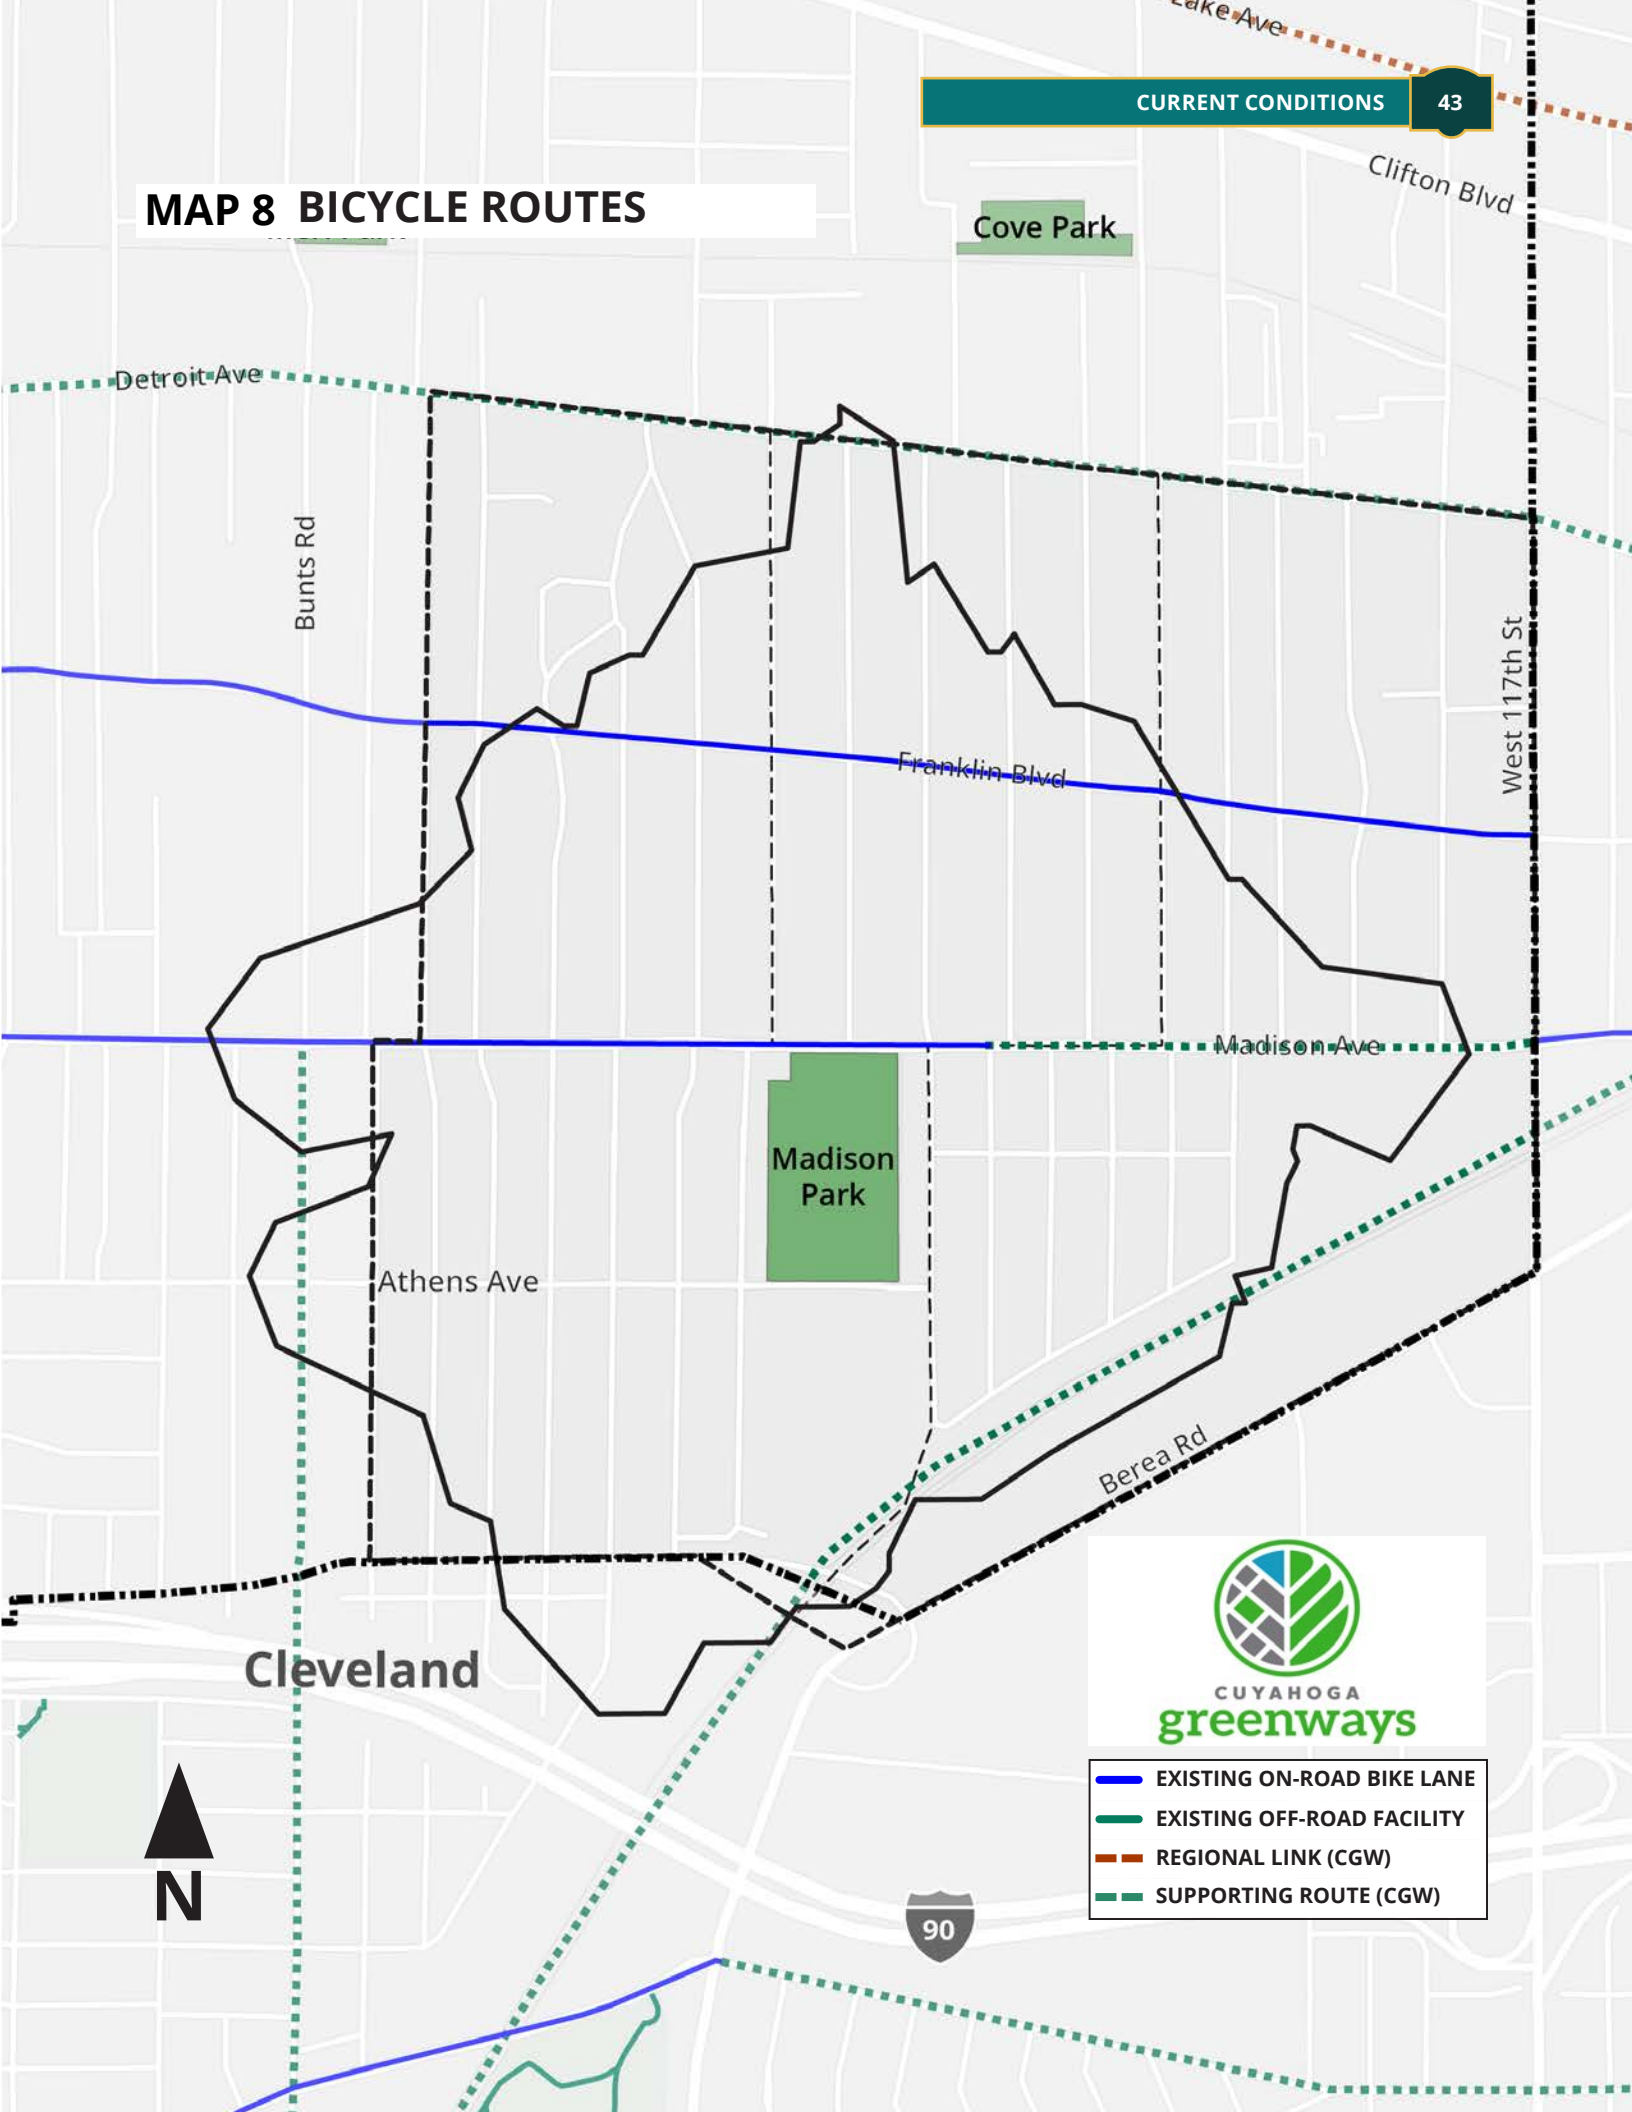 Lake Ave
CURRENT CONDITIONS 43
Clifton Blvd
MAP 8 BICYCLE ROUTES
Cove Park
Detroit Ave
Bunts Rd
West 117th St
Franklin Blvd
Madison Ave
Madison
Park
Athens Ave
Berea Rd
Cleveland
CUYAHOGA
greenways
EXISTING ON-ROAD BIKE LANE
EXISTING OFF-ROAD FACILITY
REGIONAL LINK (CGW)
SUPPORTING ROUTE (CGW)
N
90